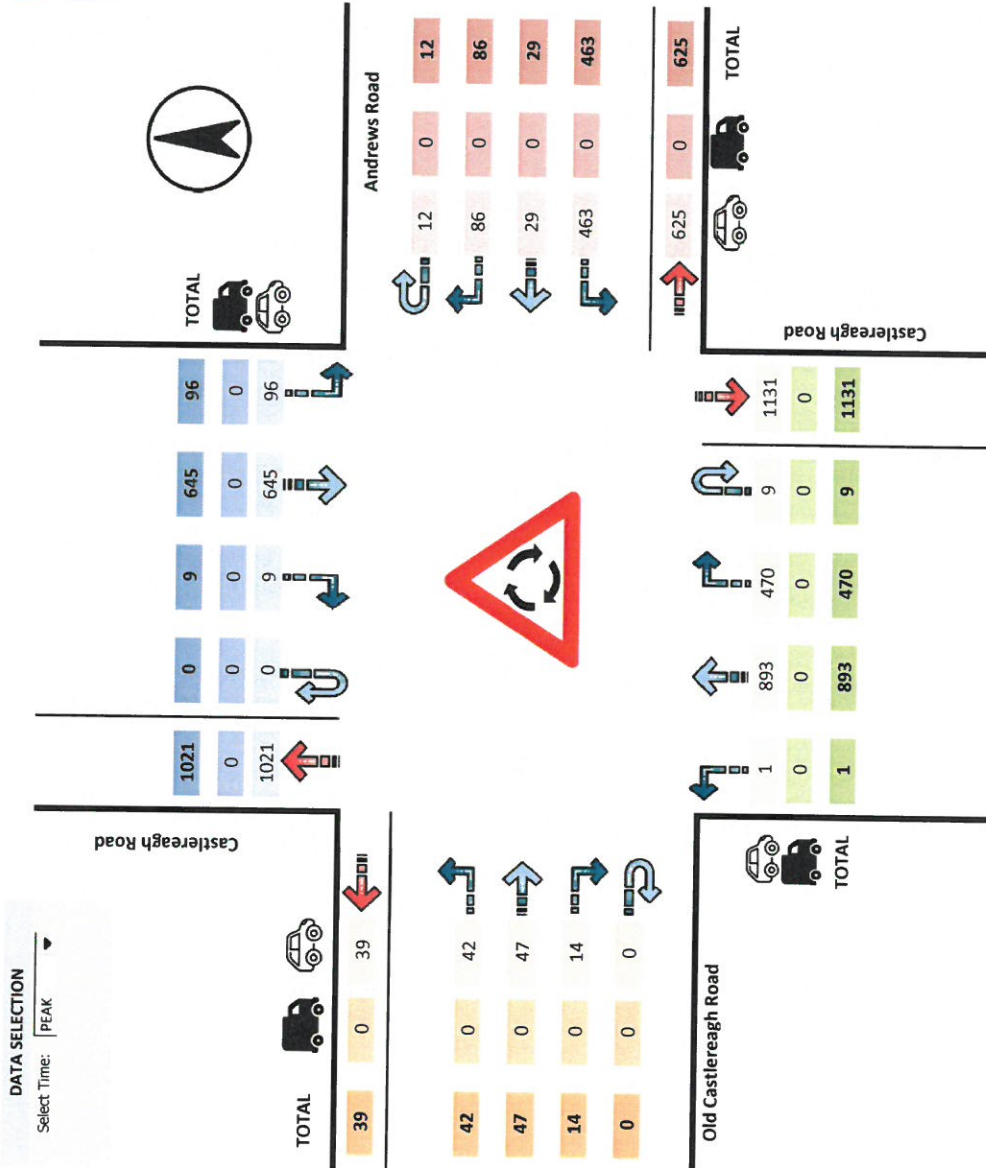 DATA SELECTION
Select Time: PEAK
Castlereagh Road
1021 0 9 645 96
0 0 0 0 0
1021 0 9 645 96
TOTAL
Andrews Road
12 0 12
86 0 86
29 0 29
463 0 463
625 0 625
TOTAL
TOTAL
39 0 39
42 0 42
47 0 47
14 0 14
0 0 0
Old Castlereagh Road
Castlereagh Road
1 893 470 9 1131
0 0 0 0 0
1 893 470 9 1131
TOTAL